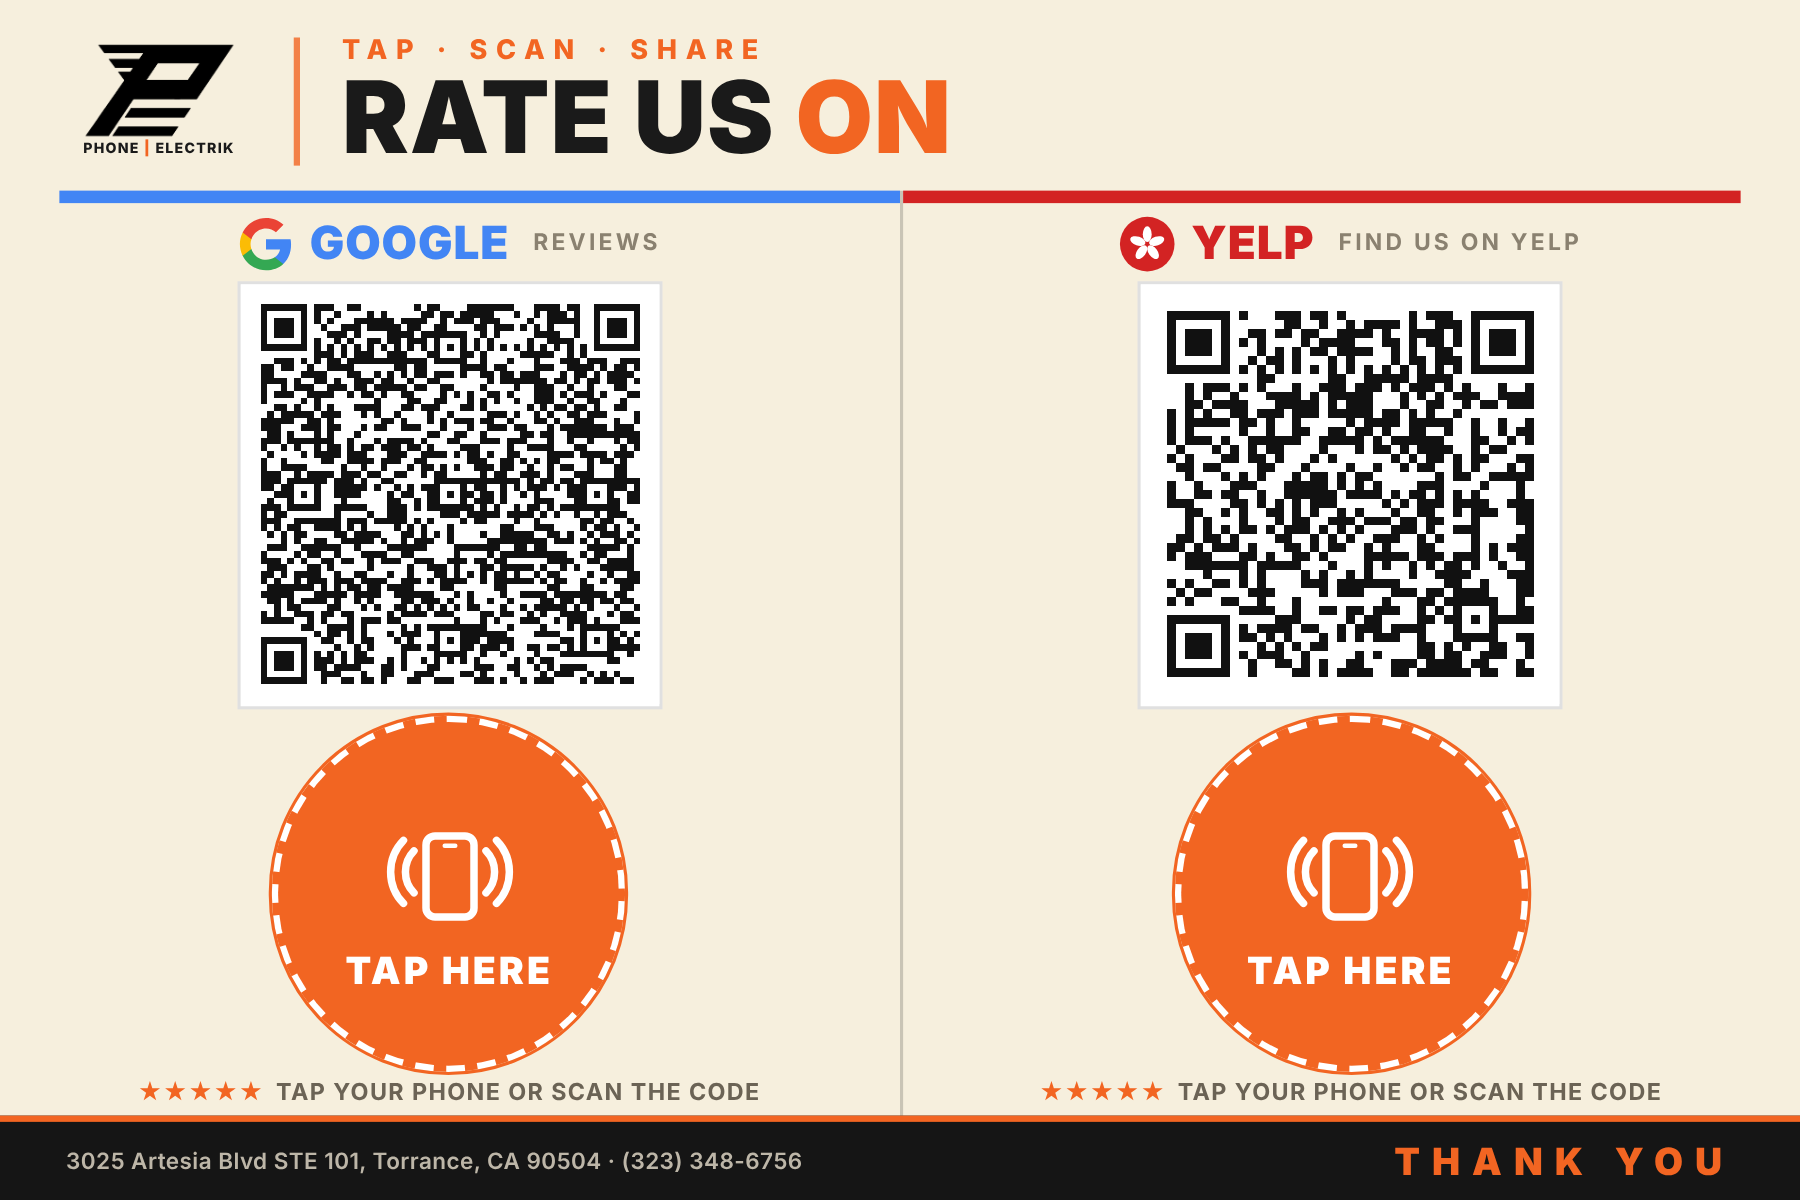 TAP · SCAN · SHARE
RATE US ON
PHONE | ELECTRIK
GOOGLE REVIEWS
TAP HERE
★★★★★ TAP YOUR PHONE OR SCAN THE CODE
YELP FIND US ON YELP
TAP HERE
★★★★★ TAP YOUR PHONE OR SCAN THE CODE
3025 Artesia Blvd STE 101, Torrance, CA 90504 · (323) 348-6756
THANK YOU